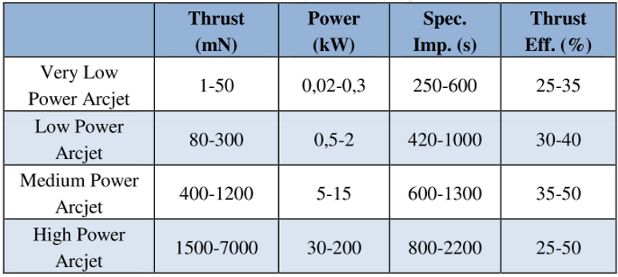 Thrust (mN) Power (kW) Spec. Imp. (s) Thrust Eff. (%)
Very Low Power Arcjet 1-50 0,02-0,3 250-600 25-35
Low Power Arcjet 80-300 0,5-2 420-1000 30-40
Medium Power Arcjet 400-1200 5-15 600-1300 35-50
High Power Arcjet 1500-7000 30-200 800-2200 25-50